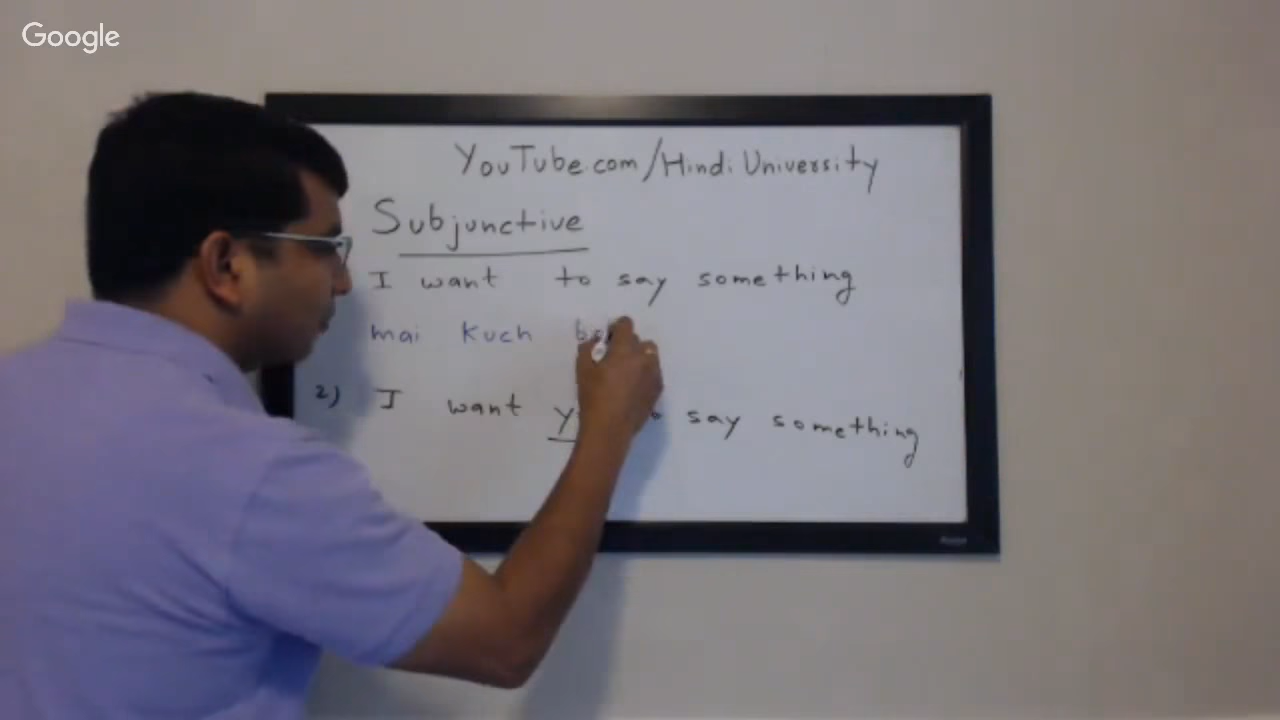 Google
YouTube.com/Hindi University
Subjunctive
I want to say something
mai kuch
2) I want say something